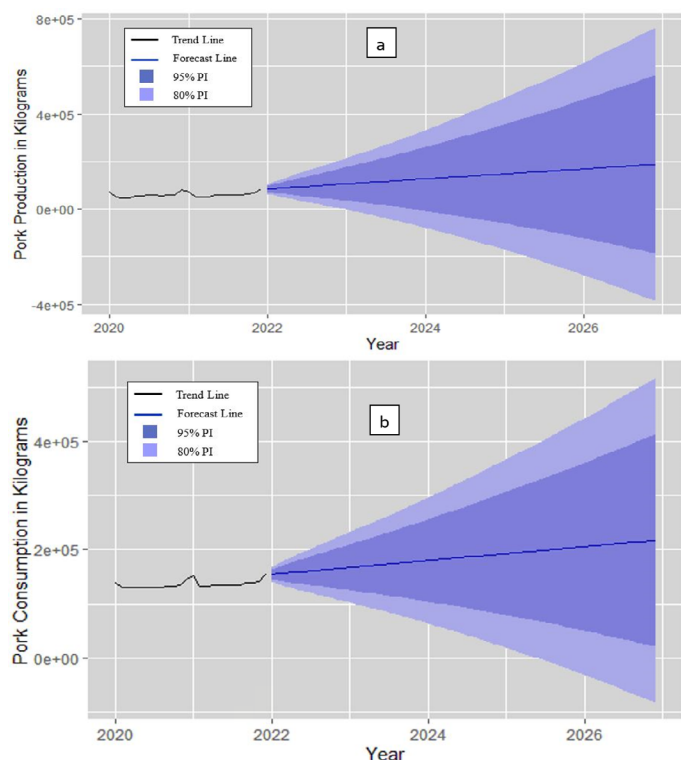 8e+05
4e+05
0e+00
-4e+05
Pork Production in Kilograms
Trend Line
Forecast Line
95% PI
80% PI
a
2020
2022
2024
2026
Year
4e+05
2e+05
0e+00
Pork Consumption in Kilograms
Trend Line
Forecast Line
95% PI
80% PI
b
2020
2022
2024
2026
Year